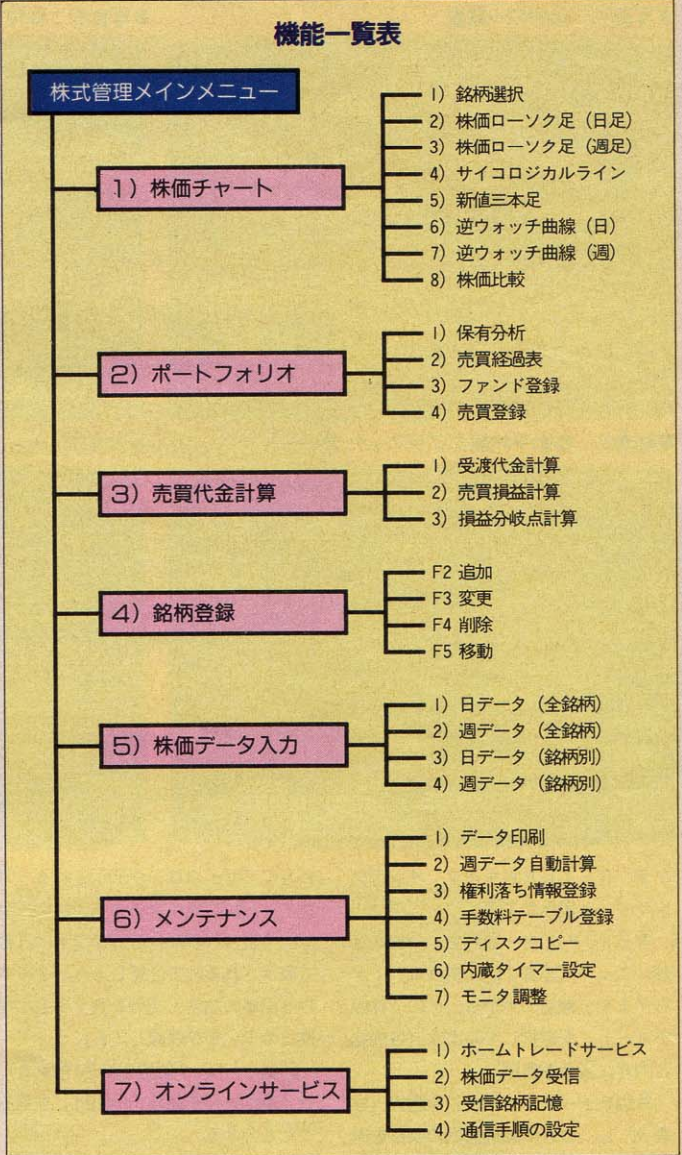 機能一覧表
株式管理メインメニュー
1) 株価チャート
1) 銘柄選択
2) 株価ローソク足 (日足)
3) 株価ローソク足 (週足)
4) サイコロジカルライン
5) 新値三本足
6) 逆ウォッチ曲線 (日)
7) 逆ウォッチ曲線 (週)
8) 株価比較
2) ポートフォリオ
1) 保有分析
2) 売買経過表
3) ファンド登録
4) 売買登録
3) 売買代金計算
1) 受渡代金計算
2) 売買損益計算
3) 損益分岐点計算
4) 銘柄登録
F2 追加
F3 変更
F4 削除
F5 移動
5) 株価データ入力
1) 日データ (全銘柄)
2) 週データ (全銘柄)
3) 日データ (銘柄別)
4) 週データ (銘柄別)
6) メンテナンス
1) データ印刷
2) 週データ自動計算
3) 権利落ち情報登録
4) 手数料テーブル登録
5) ディスクコピー
6) 内蔵タイマー設定
7) モニタ調整
7) オンラインサービス
1) ホームトレードサービス
2) 株価データ受信
3) 受信銘柄記憶
4) 通信手順の設定